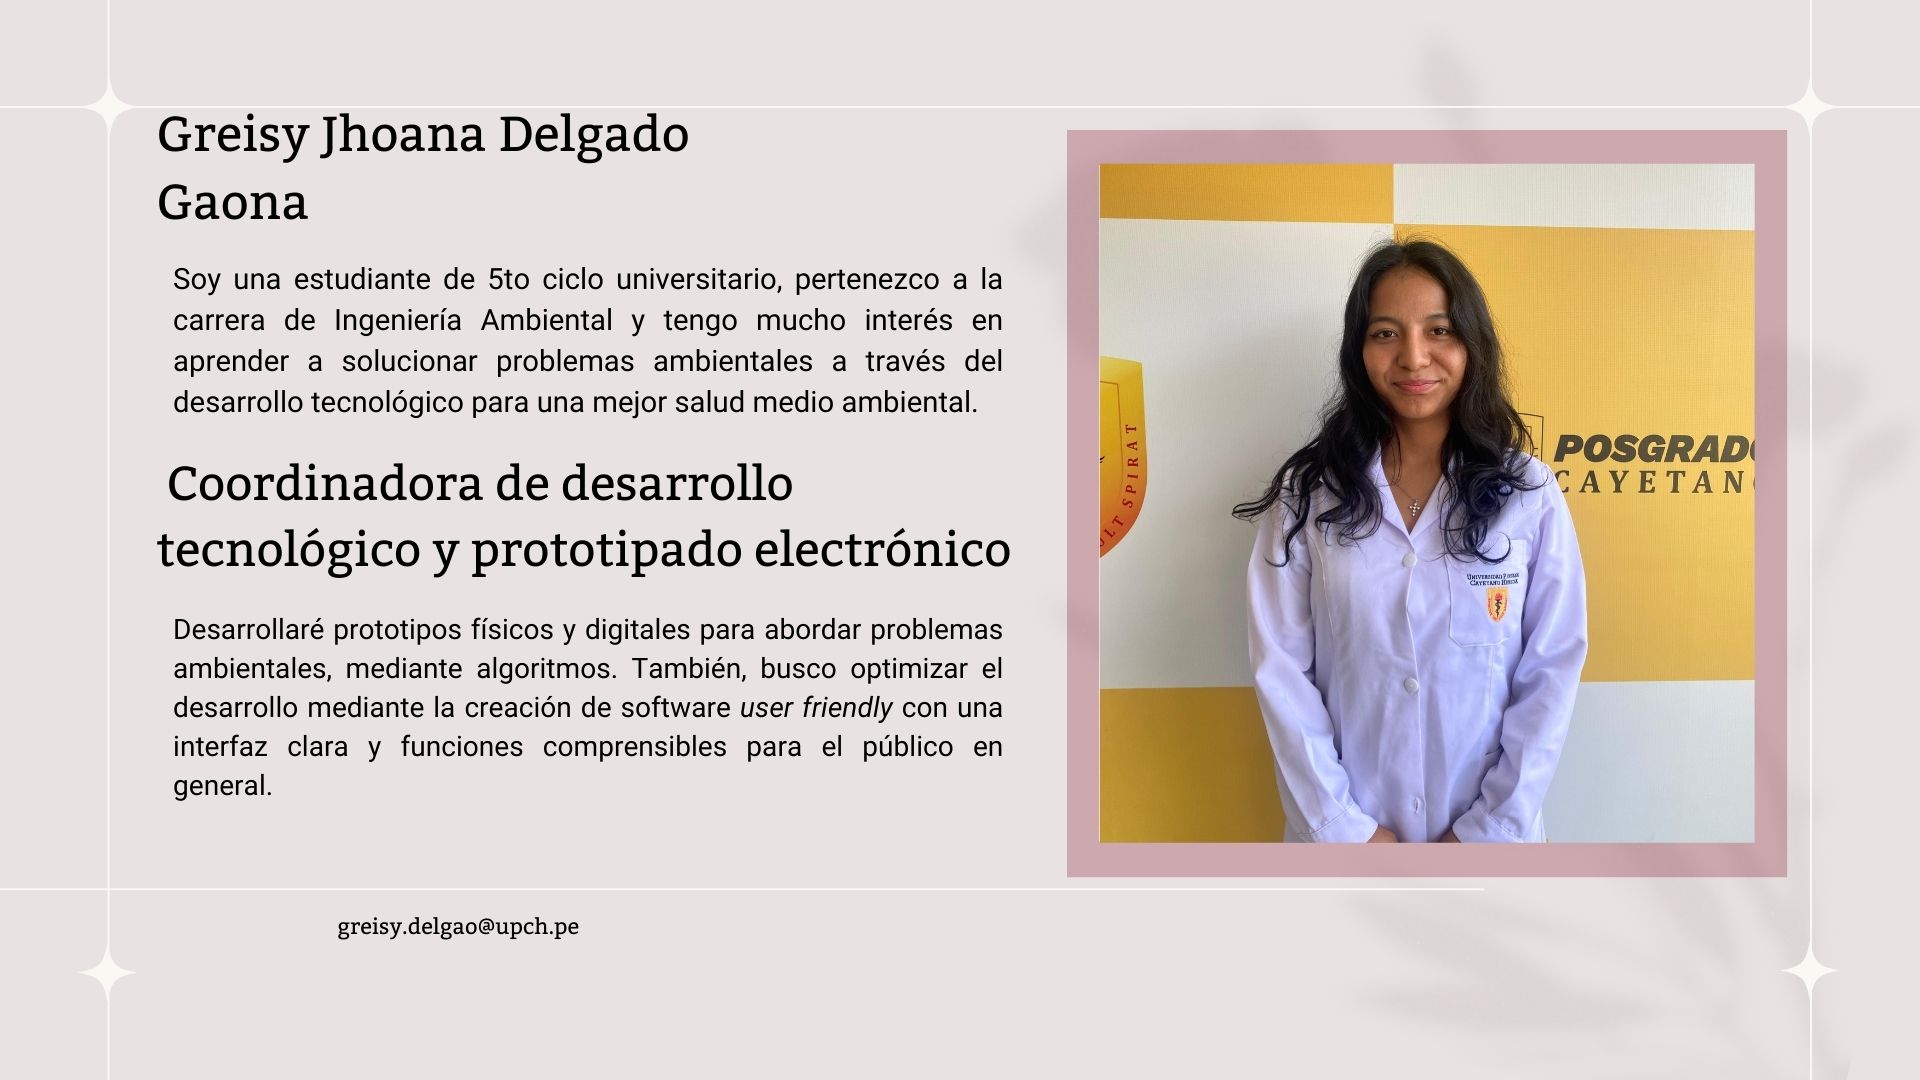 Greisy Jhoana Delgado
Gaona
Soy una estudiante de 5to ciclo universitario, pertenezco a la
carrera de Ingeniería Ambiental y tengo mucho interés en
aprender a solucionar problemas ambientales a través del
desarrollo tecnológico para una mejor salud medio ambiental.
Coordinadora de desarrollo
tecnológico y prototipado electrónico
Desarrollaré prototipos físicos y digitales para abordar problemas
ambientales, mediante algoritmos. También, busco optimizar el
desarrollo mediante la creación de software user friendly con una
interfaz clara y funciones comprensibles para el público en
general.
greisy.delgao@upch.pe
SPIRAT
POSGRADO
CAYETANO
UNIVERSIDAD
CAYETANO